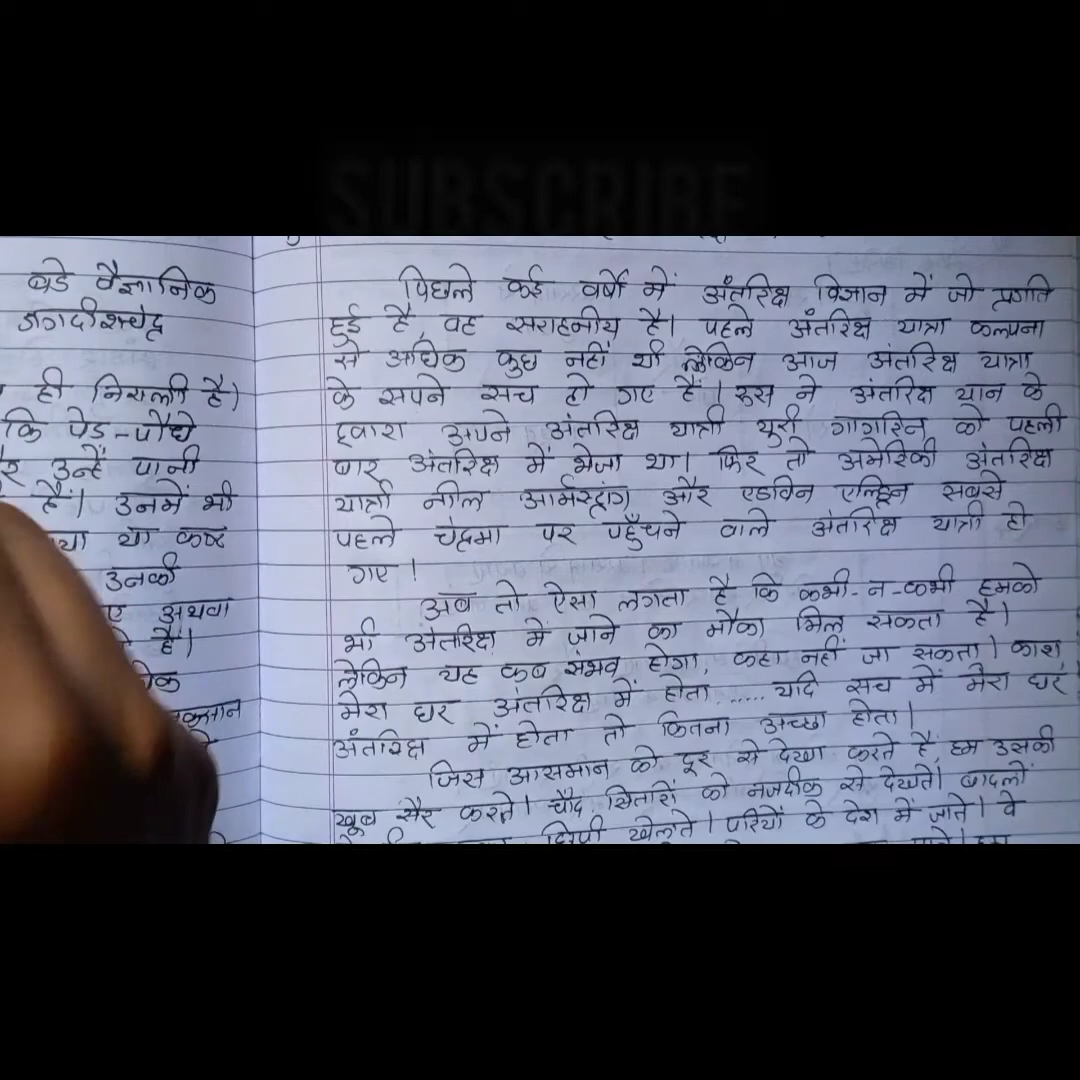 SUBSCRIBE
बडे वैज्ञानिक
जगदीशचंद्र
ही निराली है।
कि पेड़-पौधे
उन्हें पानी
हैं। उनमें भी
या कष्ट
उनकी
अथवा
है।
पिछले कई वर्षों में अंतरिक्ष विज्ञान में जो प्रगति
हुई है, वह सराहनीय है। पहले अंतरिक्ष यात्रा कल्पना
से अधिक कुछ नहीं थी लेकिन आज अंतरिक्ष यात्रा
के सपने सच हो गए हैं। रूस ने अंतरिक्ष यान के
द्वारा अपने अंतरिक्ष यात्री युरी गागारिन को पहली
बार अंतरिक्ष में भेजा था। फिर तो अमेरिकी अंतरिक्ष
यात्री नील आर्मस्ट्रांग और एडविन एल्ड्रिन सबसे
पहले चंद्रमा पर पहुँचने वाले अंतरिक्ष यात्री हो
गए!
अब तो ऐसा लगता है कि कभी-न-कभी हमको
भी अंतरिक्ष में जाने का मौका मिल सकता है।
लेकिन यह कब संभव होगा, कहा नहीं जा सकता। काश
मेरा घर अंतरिक्ष में होता...... यदि सच में मेरा घर
अंतरिक्ष में होता तो कितना अच्छा होता।
जिस आसमान को दूर से देखा करते हैं, हम उसकी
खूब सैर करते। चाँद सितारों को नजदीक से देखते। बादलों
खेलते। परियों के देश में जाते। वे